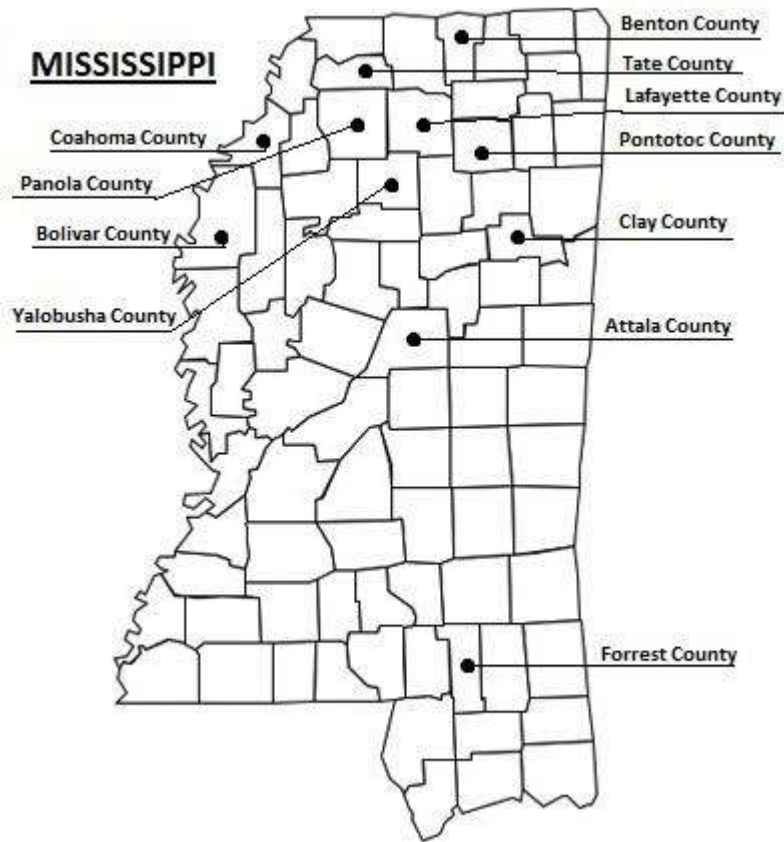 Benton County
MISSISSIPPI
Tate County
Lafayette County
Coahoma County
Pontotoc County
Panola County
Clay County
Bolivar County
Yalobusha County
Attala County
Forrest County